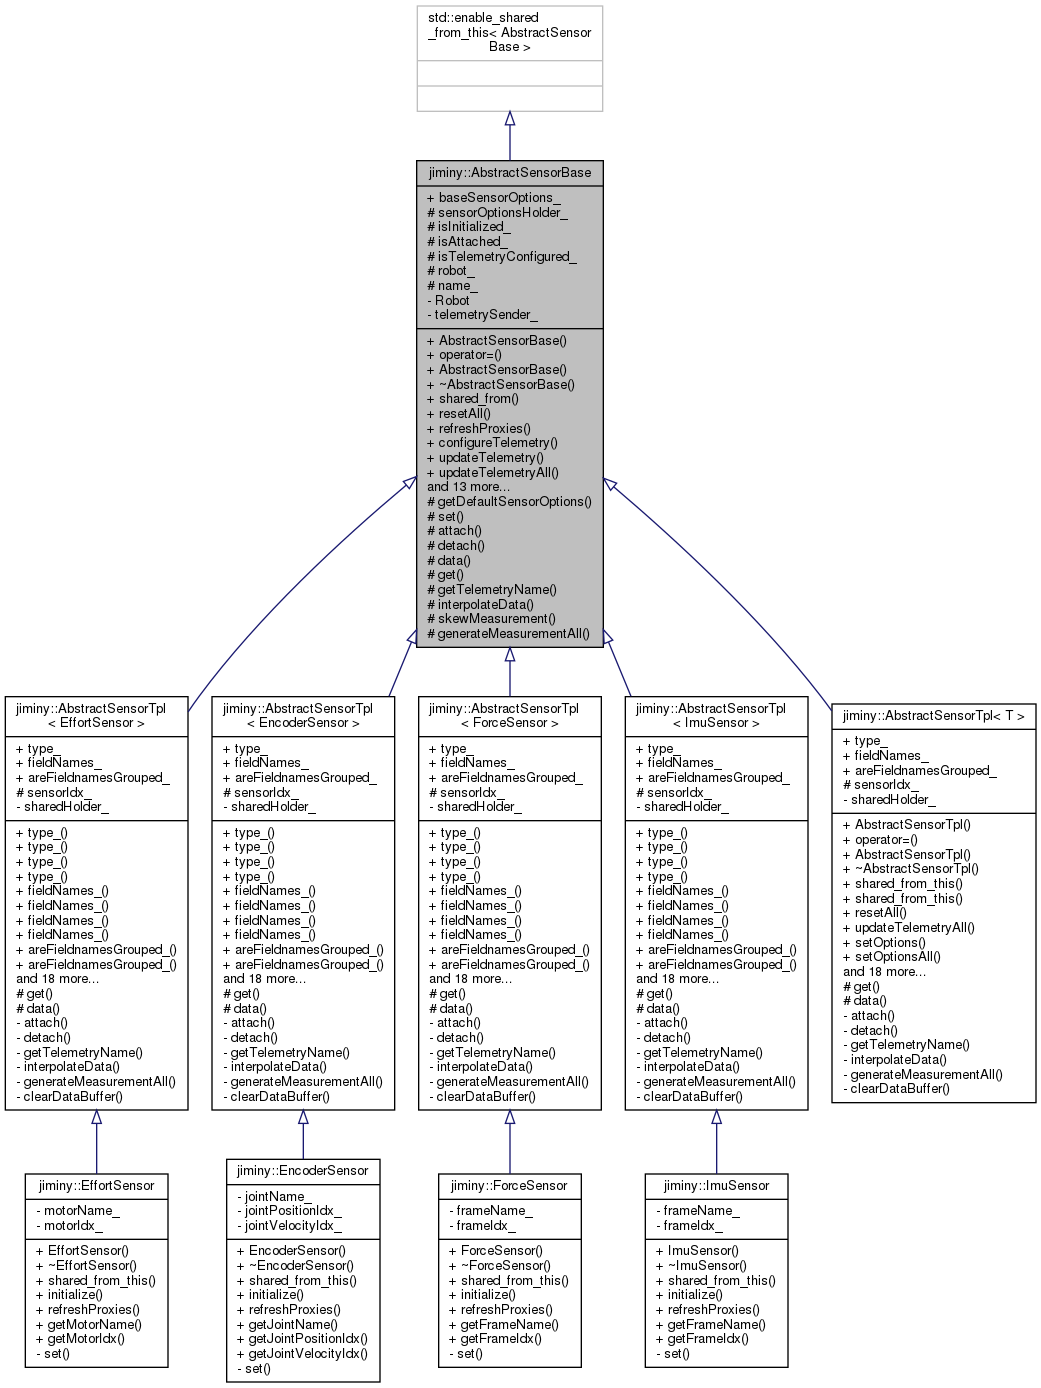 std::enable_shared
_from_this< AbstractSensor
Base >
jiminy::AbstractSensorBase
+ baseSensorOptions_
# sensorOptionsHolder_
# isInitialized_
# isAttached_
# isTelemetryConfigured_
# robot_
# name_
- Robot
- telemetrySender_
+ AbstractSensorBase()
+ operator=()
+ AbstractSensorBase()
+ ~AbstractSensorBase()
+ shared_from()
+ resetAll()
+ refreshProxies()
+ configureTelemetry()
+ updateTelemetry()
+ updateTelemetryAll()
and 13 more...
# getDefaultSensorOptions()
# set()
# attach()
# detach()
# data()
# get()
# getTelemetryName()
# interpolateData()
# skewMeasurement()
# generateMeasurementAll()
jiminy::AbstractSensorTpl
< EffortSensor >
+ type_
+ fieldNames_
+ areFieldnamesGrouped_
# sensorIdx_
- sharedHolder_
+ type_()
+ type_()
+ type_()
+ type_()
+ fieldNames_()
+ fieldNames_()
+ fieldNames_()
+ fieldNames_()
+ areFieldnamesGrouped_()
+ areFieldnamesGrouped_()
and 18 more...
# get()
# data()
- attach()
- detach()
- getTelemetryName()
- interpolateData()
- generateMeasurementAll()
- clearDataBuffer()
jiminy::AbstractSensorTpl
< EncoderSensor >
+ type_
+ fieldNames_
+ areFieldnamesGrouped_
# sensorIdx_
- sharedHolder_
+ type_()
+ type_()
+ type_()
+ type_()
+ fieldNames_()
+ fieldNames_()
+ fieldNames_()
+ fieldNames_()
+ areFieldnamesGrouped_()
+ areFieldnamesGrouped_()
and 18 more...
# get()
# data()
- attach()
- detach()
- getTelemetryName()
- interpolateData()
- generateMeasurementAll()
- clearDataBuffer()
jiminy::AbstractSensorTpl
< ForceSensor >
+ type_
+ fieldNames_
+ areFieldnamesGrouped_
# sensorIdx_
- sharedHolder_
+ type_()
+ type_()
+ type_()
+ type_()
+ fieldNames_()
+ fieldNames_()
+ fieldNames_()
+ fieldNames_()
+ areFieldnamesGrouped_()
+ areFieldnamesGrouped_()
and 18 more...
# get()
# data()
- attach()
- detach()
- getTelemetryName()
- interpolateData()
- generateMeasurementAll()
- clearDataBuffer()
jiminy::AbstractSensorTpl
< ImuSensor >
+ type_
+ fieldNames_
+ areFieldnamesGrouped_
# sensorIdx_
- sharedHolder_
+ type_()
+ type_()
+ type_()
+ type_()
+ fieldNames_()
+ fieldNames_()
+ fieldNames_()
+ fieldNames_()
+ areFieldnamesGrouped_()
+ areFieldnamesGrouped_()
and 18 more...
# get()
# data()
- attach()
- detach()
- getTelemetryName()
- interpolateData()
- generateMeasurementAll()
- clearDataBuffer()
jiminy::AbstractSensorTpl< T >
+ type_
+ fieldNames_
+ areFieldnamesGrouped_
# sensorIdx_
- sharedHolder_
+ AbstractSensorTpl()
+ operator=()
+ AbstractSensorTpl()
+ ~AbstractSensorTpl()
+ shared_from_this()
+ shared_from_this()
+ resetAll()
+ updateTelemetryAll()
+ setOptions()
+ setOptionsAll()
and 18 more...
# get()
# data()
- attach()
- detach()
- getTelemetryName()
- interpolateData()
- generateMeasurementAll()
- clearDataBuffer()
jiminy::EffortSensor
- motorName_
- motorIdx_
+ EffortSensor()
+ ~EffortSensor()
+ shared_from_this()
+ initialize()
+ refreshProxies()
+ getMotorName()
+ getMotorIdx()
- set()
jiminy::EncoderSensor
- jointName_
- jointPositionIdx_
- jointVelocityIdx_
+ EncoderSensor()
+ ~EncoderSensor()
+ shared_from_this()
+ initialize()
+ refreshProxies()
+ getJointName()
+ getJointPositionIdx()
+ getJointVelocityIdx()
- set()
jiminy::ForceSensor
- frameName_
- frameIdx_
+ ForceSensor()
+ ~ForceSensor()
+ shared_from_this()
+ initialize()
+ refreshProxies()
+ getFrameName()
+ getFrameIdx()
- set()
jiminy::ImuSensor
- frameName_
- frameIdx_
+ ImuSensor()
+ ~ImuSensor()
+ shared_from_this()
+ initialize()
+ refreshProxies()
+ getFrameName()
+ getFrameIdx()
- set()